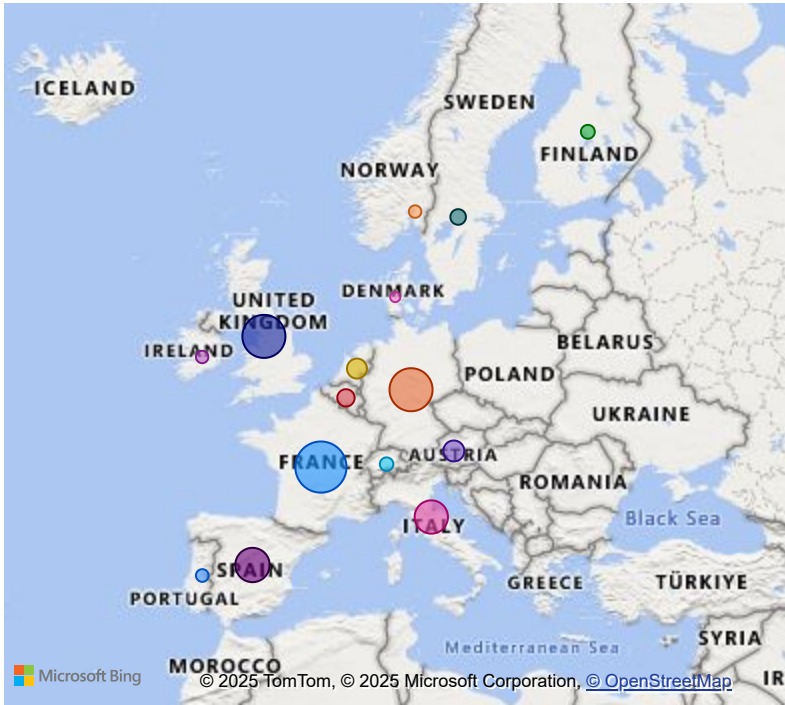 ICELAND
SWEDEN
FINLAND
NORWAY
DENMARK
UNITED
KINGDOM
IRELAND
BELARUS
POLAND
UKRAINE
FRANCE
AUSTRIA
ROMANIA
ITALY
Black Sea
SPAIN
PORTUGAL
GREECE
TÜRKIYE
Mediterranean Sea
SYRIA
MOROCCO
IR
Microsoft Bing
© 2025 TomTom, © 2025 Microsoft Corporation, © OpenStreetMap